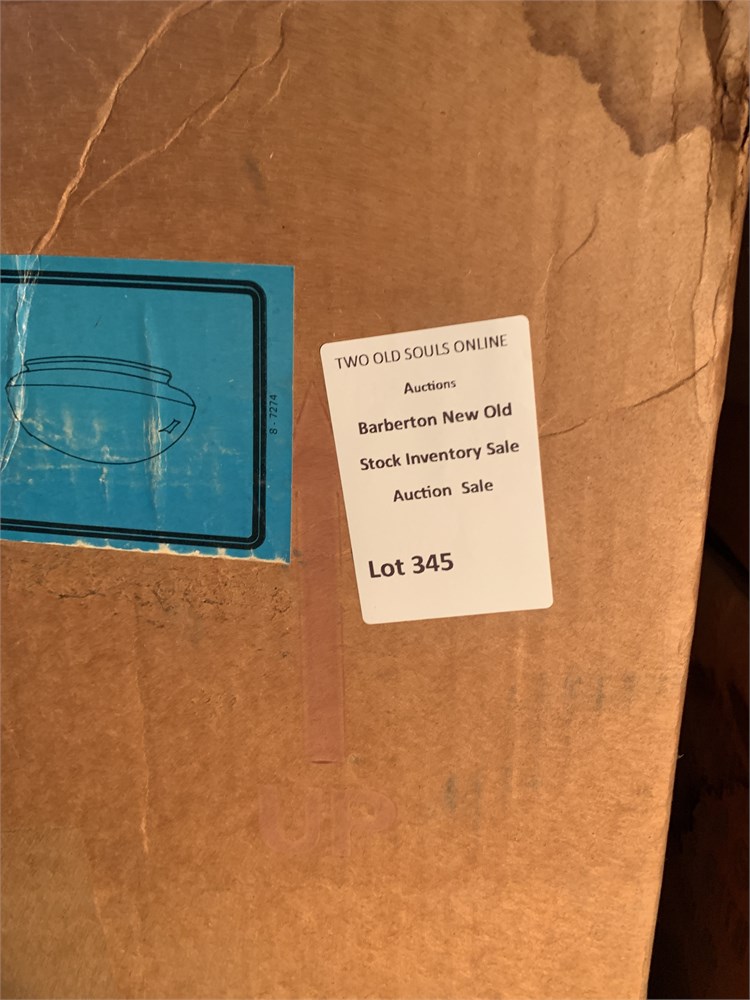 TWO OLD SOULS ONLINE
Auctions
Barberton New Old
Stock Inventory Sale
Auction Sale
Lot 345
8 - 7274
UP